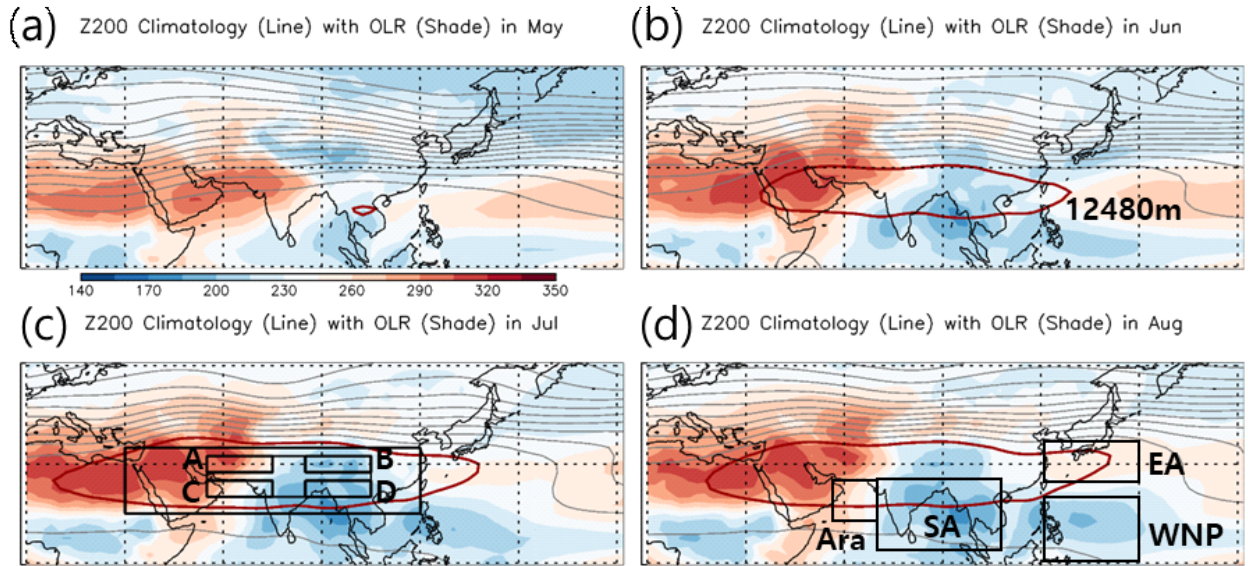 (a) Z200 Climatology (Line) with OLR (Shade) in May
(b) Z200 Climatology (Line) with OLR (Shade) in Jun
12480m
140 170 200 230 260 290 320 350
(c) Z200 Climatology (Line) with OLR (Shade) in Jul
A B
C D
(d) Z200 Climatology (Line) with OLR (Shade) in Aug
EA
Ara SA WNP